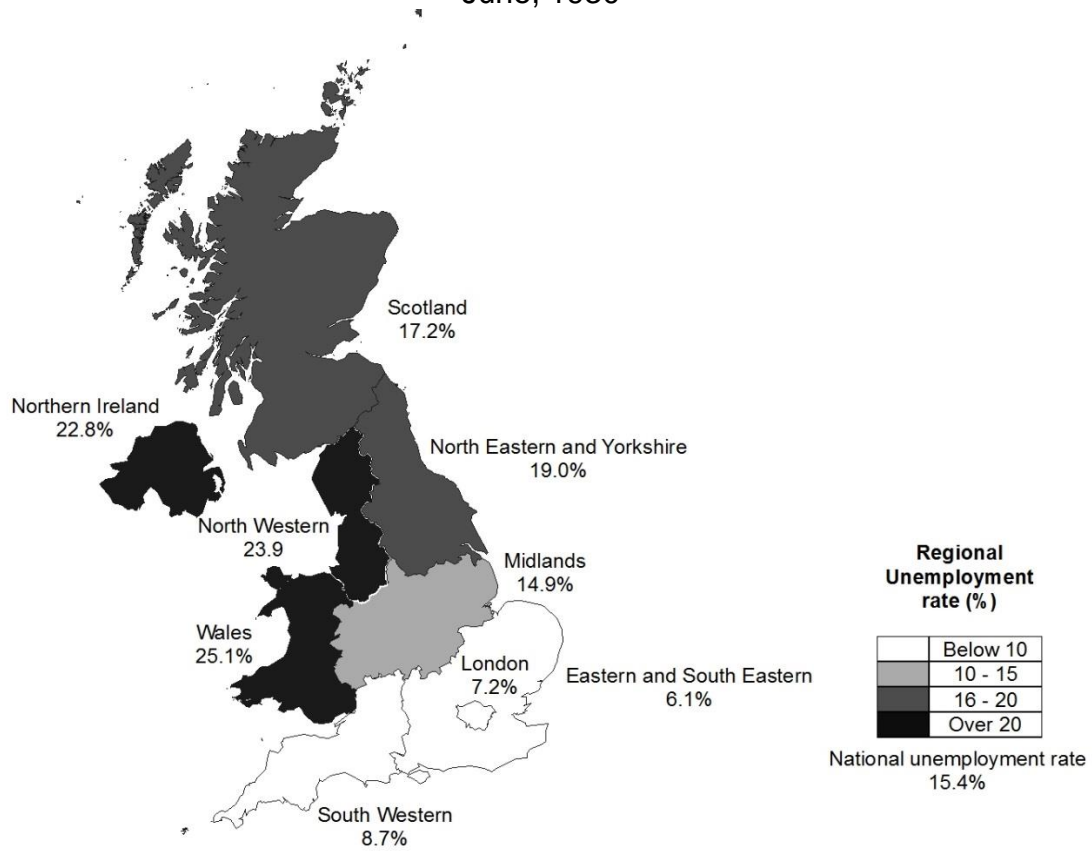 June,
Scotland
17.2%
Northern Ireland
22.8%
North Eastern and Yorkshire
19.0%
North Western
23.9
Midlands
14.9%
Wales
25.1%
London
7.2%
Eastern and South Eastern
6.1%
South Western
8.7%
Regional
Unemployment
rate (%)
Below 10
10 - 15
16 - 20
Over 20
National unemployment rate
15.4%